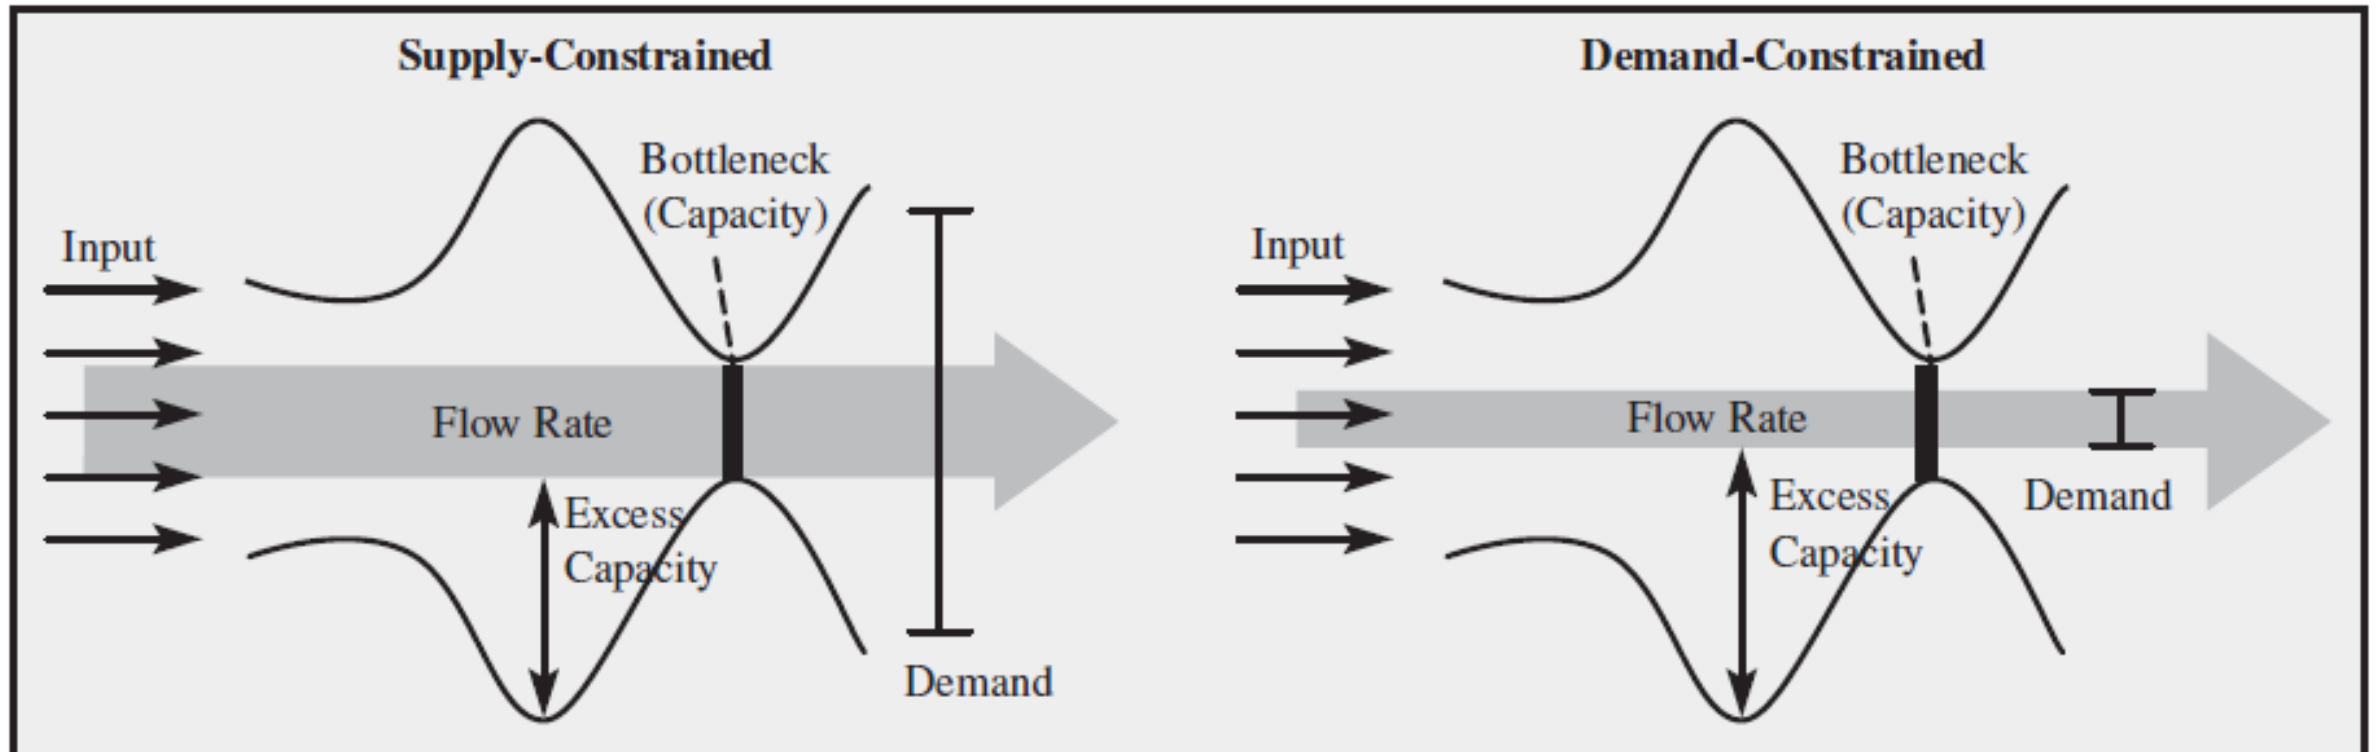 Supply-Constrained
Bottleneck
(Capacity)
Input
Flow Rate
Excess
Capacity
Demand
Demand-Constrained
Bottleneck
(Capacity)
Input
Flow Rate
Excess
Capacity
Demand